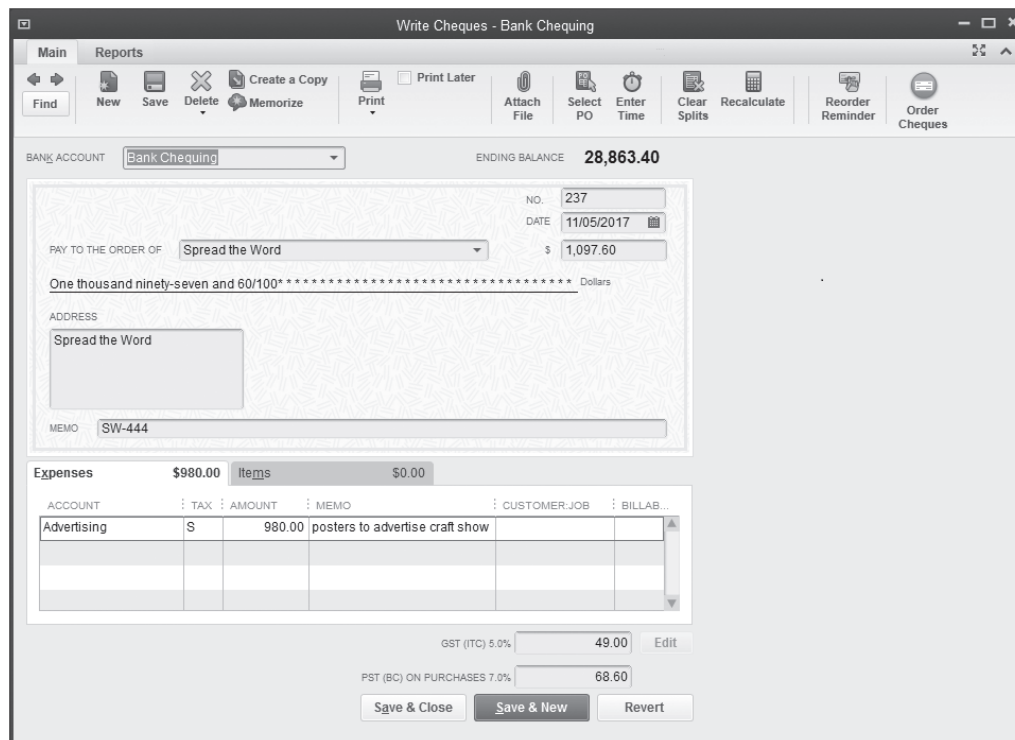 Write Cheques - Bank Chequing
Main Reports
Find
New
Save
Delete
Create a Copy
Memorize
Print
Print Later
Attach File
Select PO
Enter Time
Clear Splits
Recalculate
Reorder Reminder
Order Cheques
BANK ACCOUNT Bank Chequing ENDING BALANCE 28,863.40
NO. 237
DATE 11/05/2017
PAY TO THE ORDER OF Spread the Word $ 1,097.60
One thousand ninety-seven and 60/100* * * * * * * * * * * * * * * * * * * * * * * * * * * * * * * * * * * Dollars
ADDRESS
Spread the Word
MEMO SW-444
Expenses $980.00 Items $0.00
ACCOUNT TAX AMOUNT MEMO CUSTOMER:JOB BILLAB...
Advertising S 980.00 posters to advertise craft show
GST (ITC) 5.0% 49.00 Edit
PST (BC) ON PURCHASES 7.0% 68.60
Save & Close Save & New Revert